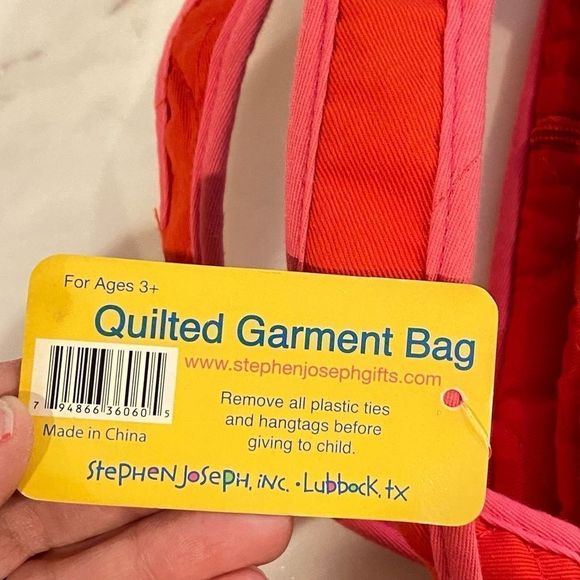 For Ages 3+
Quilted Garment Bag
www.stephenjosephgifts.com
7 94866 36060 5
Remove all plastic ties
and hangtags before
giving to child.
Made in China
StePHeN JoSePH, iNC. • Lubbock, tx